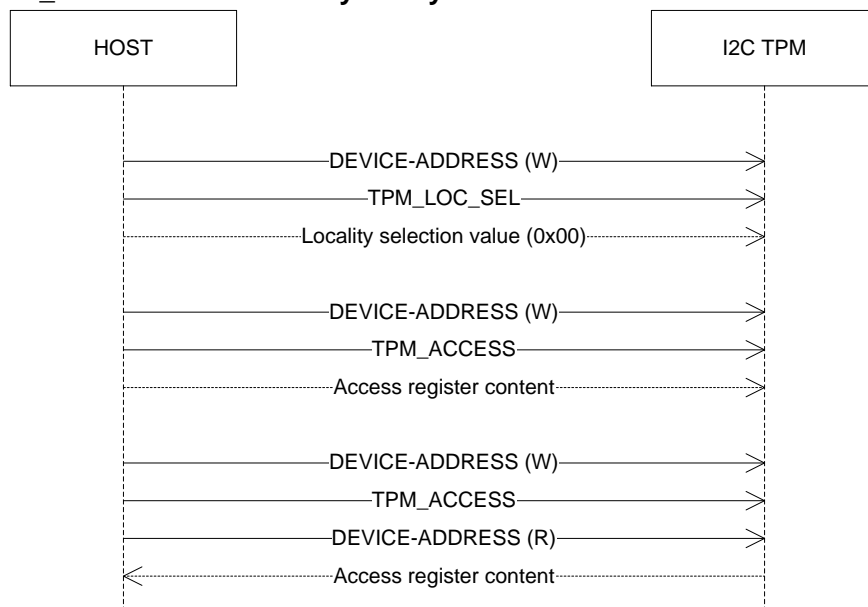 HOST
I2C TPM
DEVICE-ADDRESS (W)
TPM_LOC_SEL
Locality selection value (0x00)
DEVICE-ADDRESS (W)
TPM_ACCESS
Access register content
DEVICE-ADDRESS (W)
TPM_ACCESS
DEVICE-ADDRESS (R)
Access register content